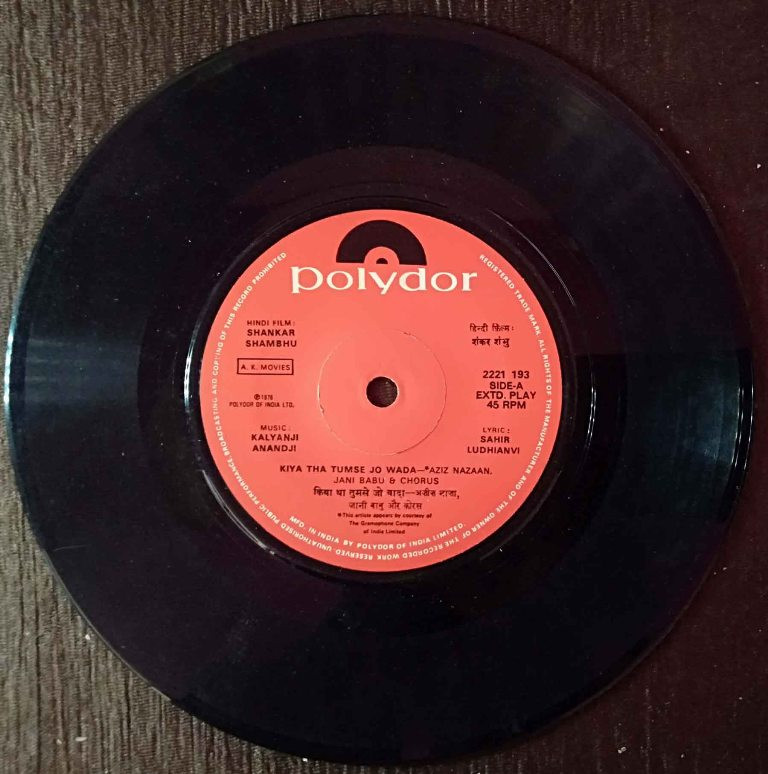 polydor
HINDI FILM:
SHANKAR
SHAMBHU
A. K. MOVIES
℗1976
POLYDOR OF INDIA LTD.
MUSIC:
KALYANJI
ANANDJI
हिन्दी फ़िल्म:
शंकर शंभु
2221 193
SIDE-A
EXTD. PLAY
45 RPM
LYRIC:
SAHIR
LUDHIANVI
KIYA THA TUMSE JO WADA—*AZIZ NAZAAN,
JANI BABU & CHORUS
किया था तुमसे जो वादा—अज़ीज़ नाज़ा,
जानी बाबु और कोरस
*This article appears by courtesy of
The Gramophone Company
of India Limited
REGISTERED TRADE MARK. ALL RIGHTS OF THE MANUFACTURER AND OF THE OWNER OF THE RECORDED WORK RESERVED. UNAUTHORISED PUBLIC PERFORMANCE BROADCASTING AND COPYING OF THIS RECORD PROHIBITED
MFD. IN INDIA BY POLYDOR OF INDIA LIMITED